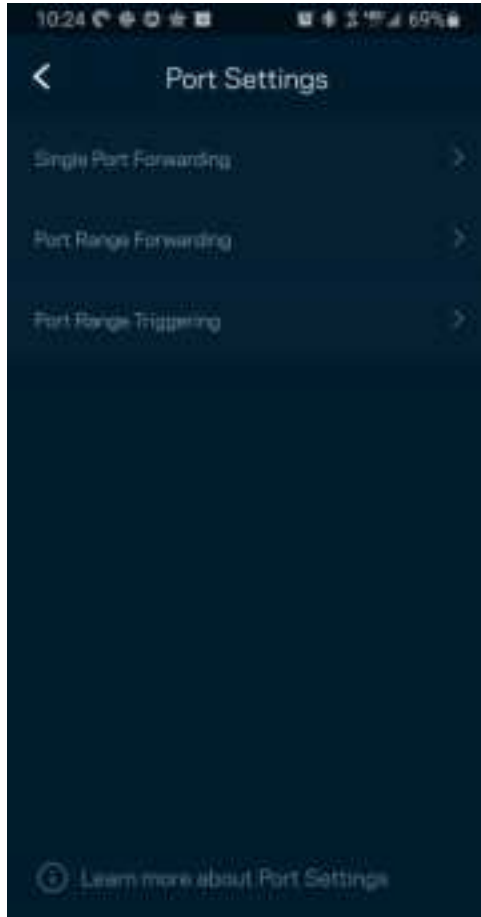 10:24 69%
Port Settings
Single Port Forwarding
Port Range Forwarding
Port Range Triggering
Learn more about Port Settings